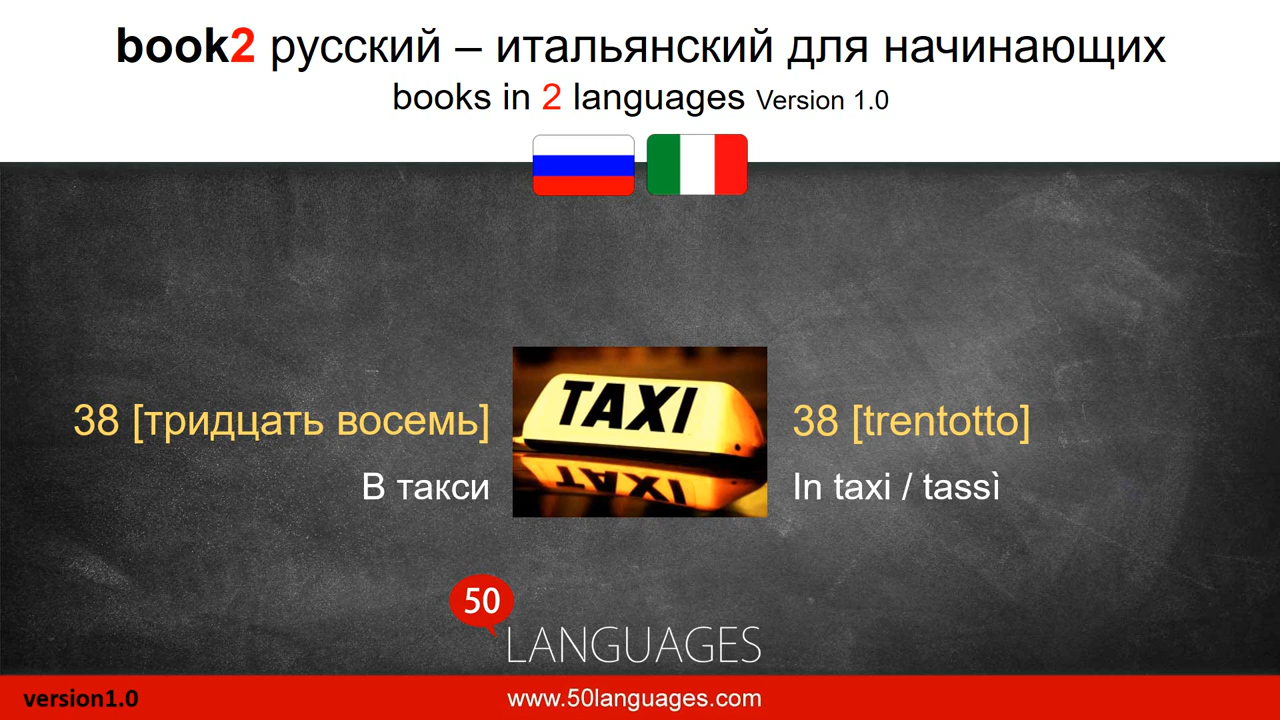 book2 русский – итальянский для начинающих
books in 2 languages Version 1.0
38 [тридцать восемь]
В такси
TAXI
38 [trentotto]
In taxi / tassì
50
LANGUAGES
version1.0
www.50languages.com